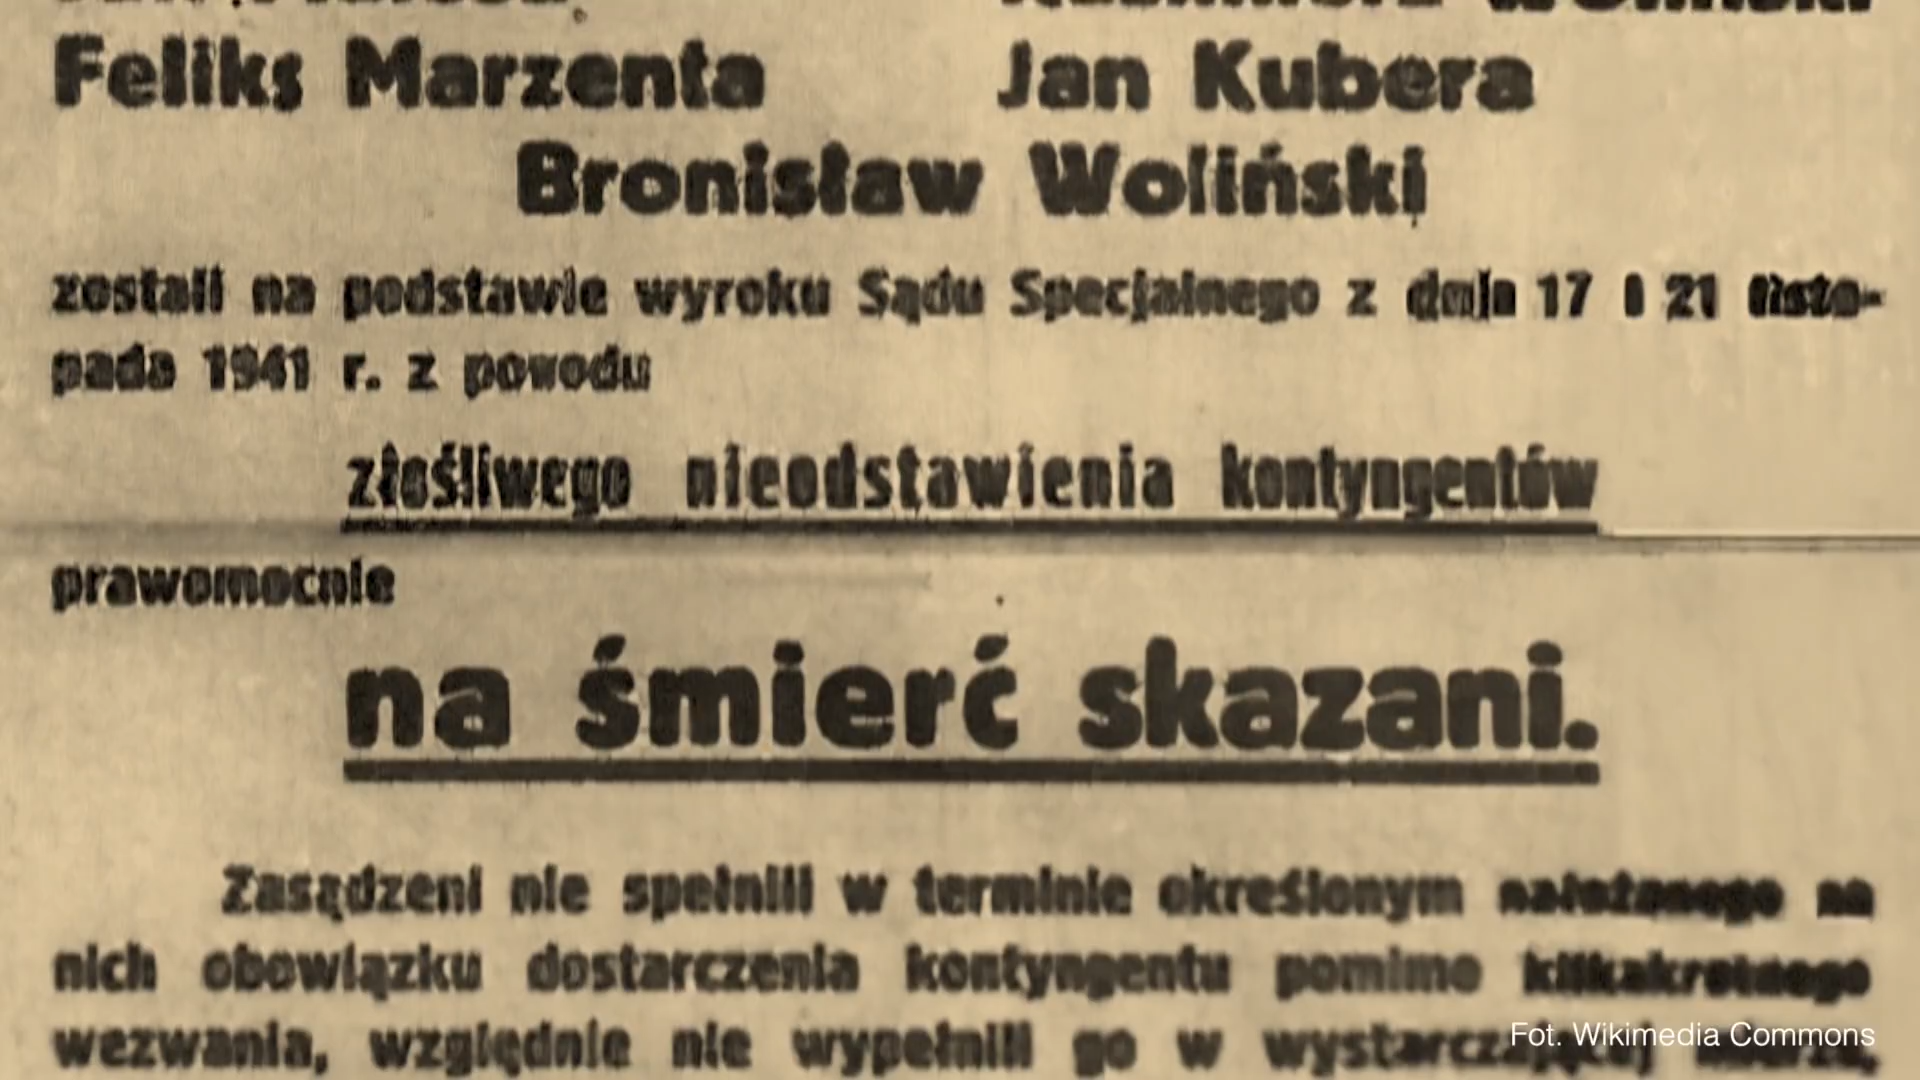 Feliks Marzenta Jan Kubera
Bronisław Woliński
zostali na podstawie wyroku Sądu Specjalnego z dnia 17 i 21 listo-
pada 1941 r. z powodu
złośliwego nieodstawienia kontyngentów
prawomocnie
na śmierć skazani.
Zasądzeni nie spełnili w terminie określonym nałożonego na
nich obowiązku dostarczenia kontyngentu pomimo kilkakrotnego
wezwania, względnie nie wypełnili go w wystarczającej mierze,
Fot. Wikimedia Commons